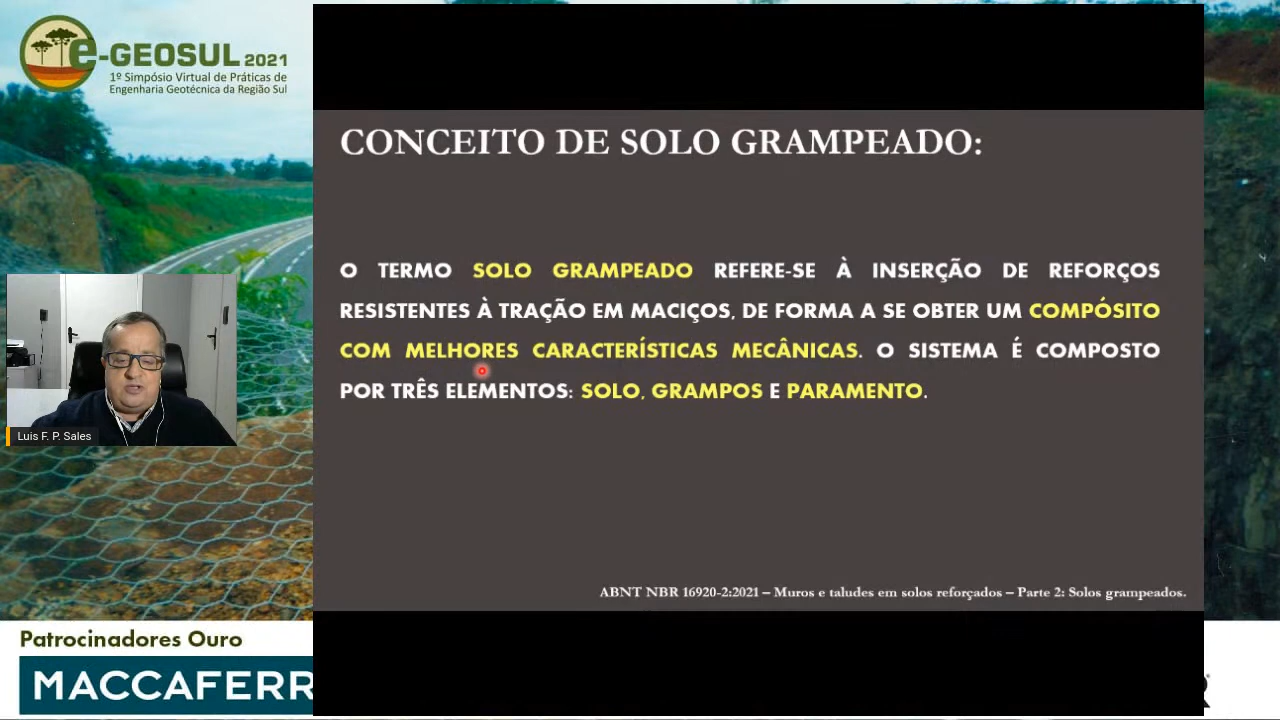 e-GEOSUL 2021
1º Simpósio Virtual de Práticas de
Engenharia Geotécnica da Região Sul
CONCEITO DE SOLO GRAMPEADO:
O TERMO SOLO GRAMPEADO REFERE-SE À INSERÇÃO DE REFORÇOS
RESISTENTES À TRAÇÃO EM MACIÇOS, DE FORMA A SE OBTER UM COMPÓSITO
COM MELHORES CARACTERÍSTICAS MECÂNICAS. O SISTEMA É COMPOSTO
POR TRÊS ELEMENTOS: SOLO, GRAMPOS E PARAMENTO.
Luis F. P. Sales
ABNT NBR 16920-2:2021 – Muros e taludes em solos reforçados – Parte 2: Solos grampeados.
Patrocinadores Ouro
MACCAFERR